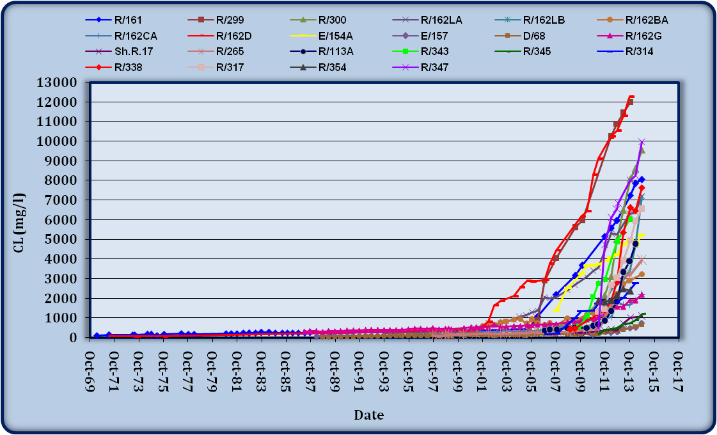 R/161 R/299 R/300 R/162LA R/162LB R/162BA
R/162CA R/162D E/154A E/157 D/68 R/162G
Sh.R.17 R/265 R/113A R/343 R/345 R/314
R/338 R/317 R/354 R/347
13000
12000
11000
10000
9000
8000
7000
6000
5000
4000
3000
2000
1000
0
CL (mg/l)
Oct-69 Oct-71 Oct-73 Oct-75 Oct-77 Oct-79 Oct-81 Oct-83 Oct-85 Oct-87 Oct-89 Oct-91 Oct-93 Oct-95 Oct-97 Oct-99 Oct-01 Oct-03 Oct-05 Oct-07 Oct-09 Oct-11 Oct-13 Oct-15 Oct-17
Date